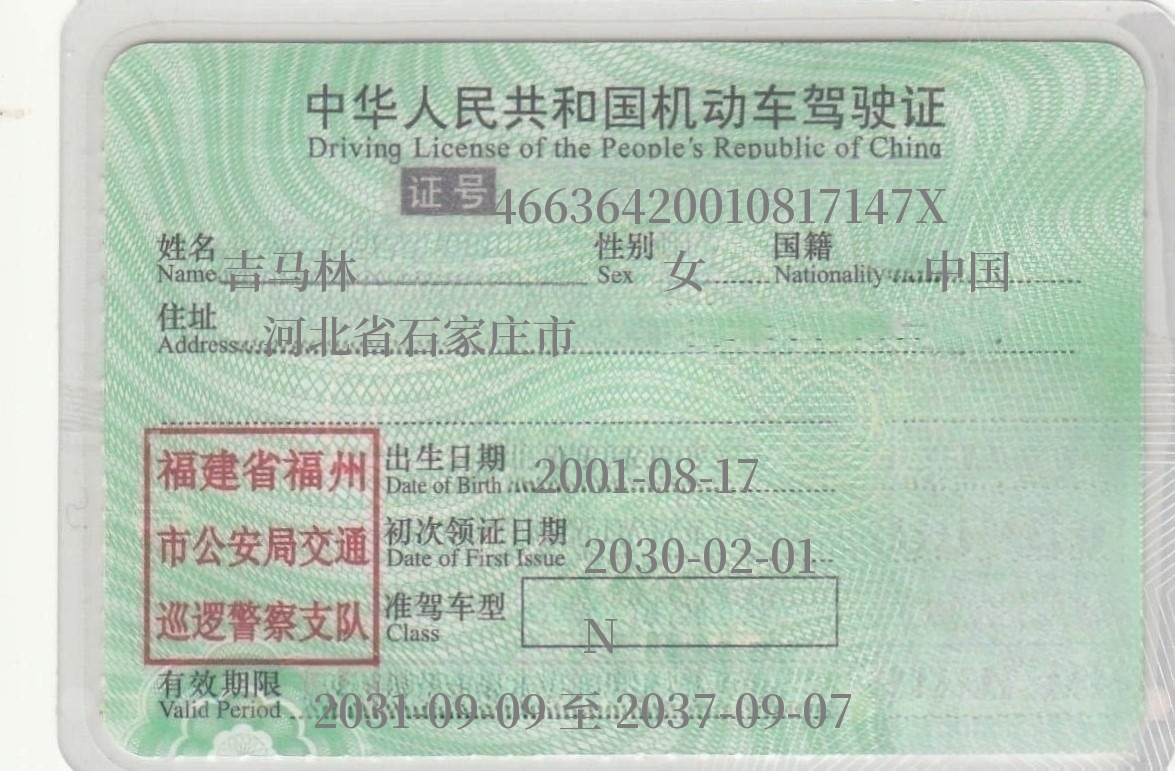 中华人民共和国机动车驾驶证
Driving License of the People's Republic of China
证号 46636420010817147X
姓名 吉马林 性别 女 国籍 中国
Name Sex Nationality
住址 河北省石家庄市
Address
福建省福州
市公安局交通
巡逻警察支队
出生日期
Date of Birth 2001-08-17
初次领证日期
Date of First Issue 2030-02-01
准驾车型
Class N
有效期限
Valid Period 2031-09-09 至 2037-09-07